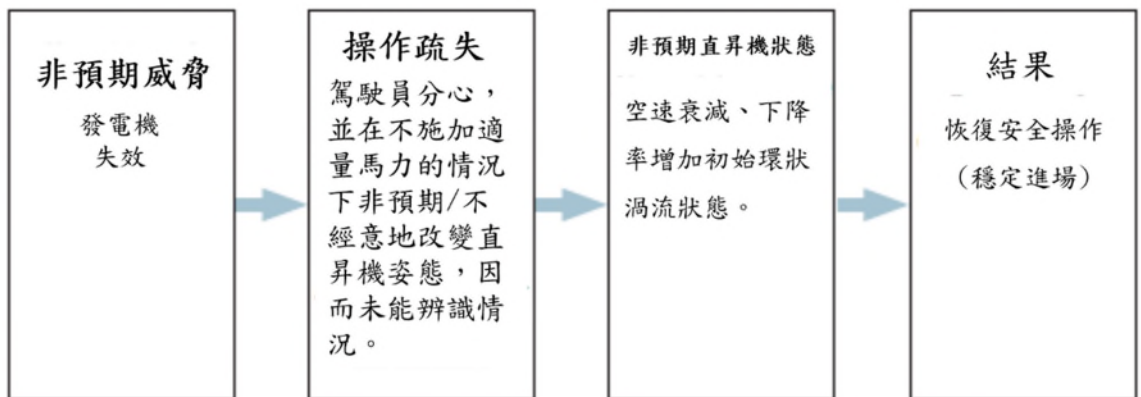 非預期威脅
發電機
失效
操作疏失
駕駛員分心，
並在不施加適
量馬力的情況
下非預期/不
經意地改變直
昇機姿態，因
而未能辨識情
況。
非預期直昇機狀態
空速衰減、下降
率增加初始環狀
渦流狀態。
結果
恢復安全操作
（穩定進場）